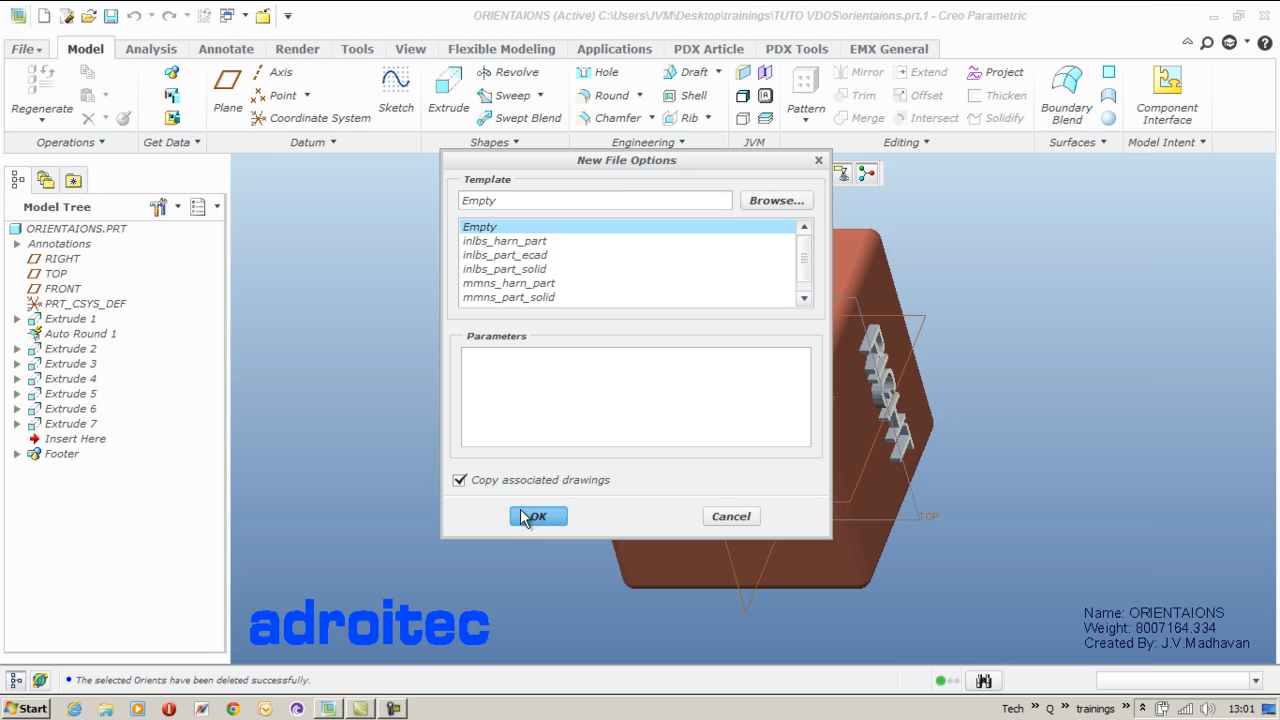 ORIENTAIONS (Active) C:\Users\JVM\Desktop\trainings\TUTO VDOS\orientaions.prt.1 - Creo Parametric
File Model Analysis Annotate Render Tools View Flexible Modeling Applications PDX Article PDX Tools EMX General
Axis Revolve Hole Draft Mirror Extend Project
Point Sweep Round Shell Trim Offset Thicken
Regenerate Plane Sketch Extrude Pattern Boundary Blend Component Interface
Coordinate System Swept Blend Chamfer Rib Merge Intersect Solidify
Operations Get Data Datum Shapes Engineering JVM Editing Surfaces Model Intent
New File Options
Template
Empty Browse...
Empty
inlbs_harn_part
inlbs_part_ecad
inlbs_part_solid
mmns_harn_part
mmns_part_solid
Parameters
Copy associated drawings
OK Cancel
Model Tree
ORIENTAIONS.PRT
Annotations
RIGHT
TOP
FRONT
PRT_CSYS_DEF
Extrude 1
Auto Round 1
Extrude 2
Extrude 3
Extrude 4
Extrude 5
Extrude 6
Extrude 7
Insert Here
Footer
TOP
adroitec
Name: ORIENTAIONS
Weight: 8007164.334
Created By: J.V.Madhavan
The selected Orients have been deleted successfully.
Start Tech Q trainings 13:01